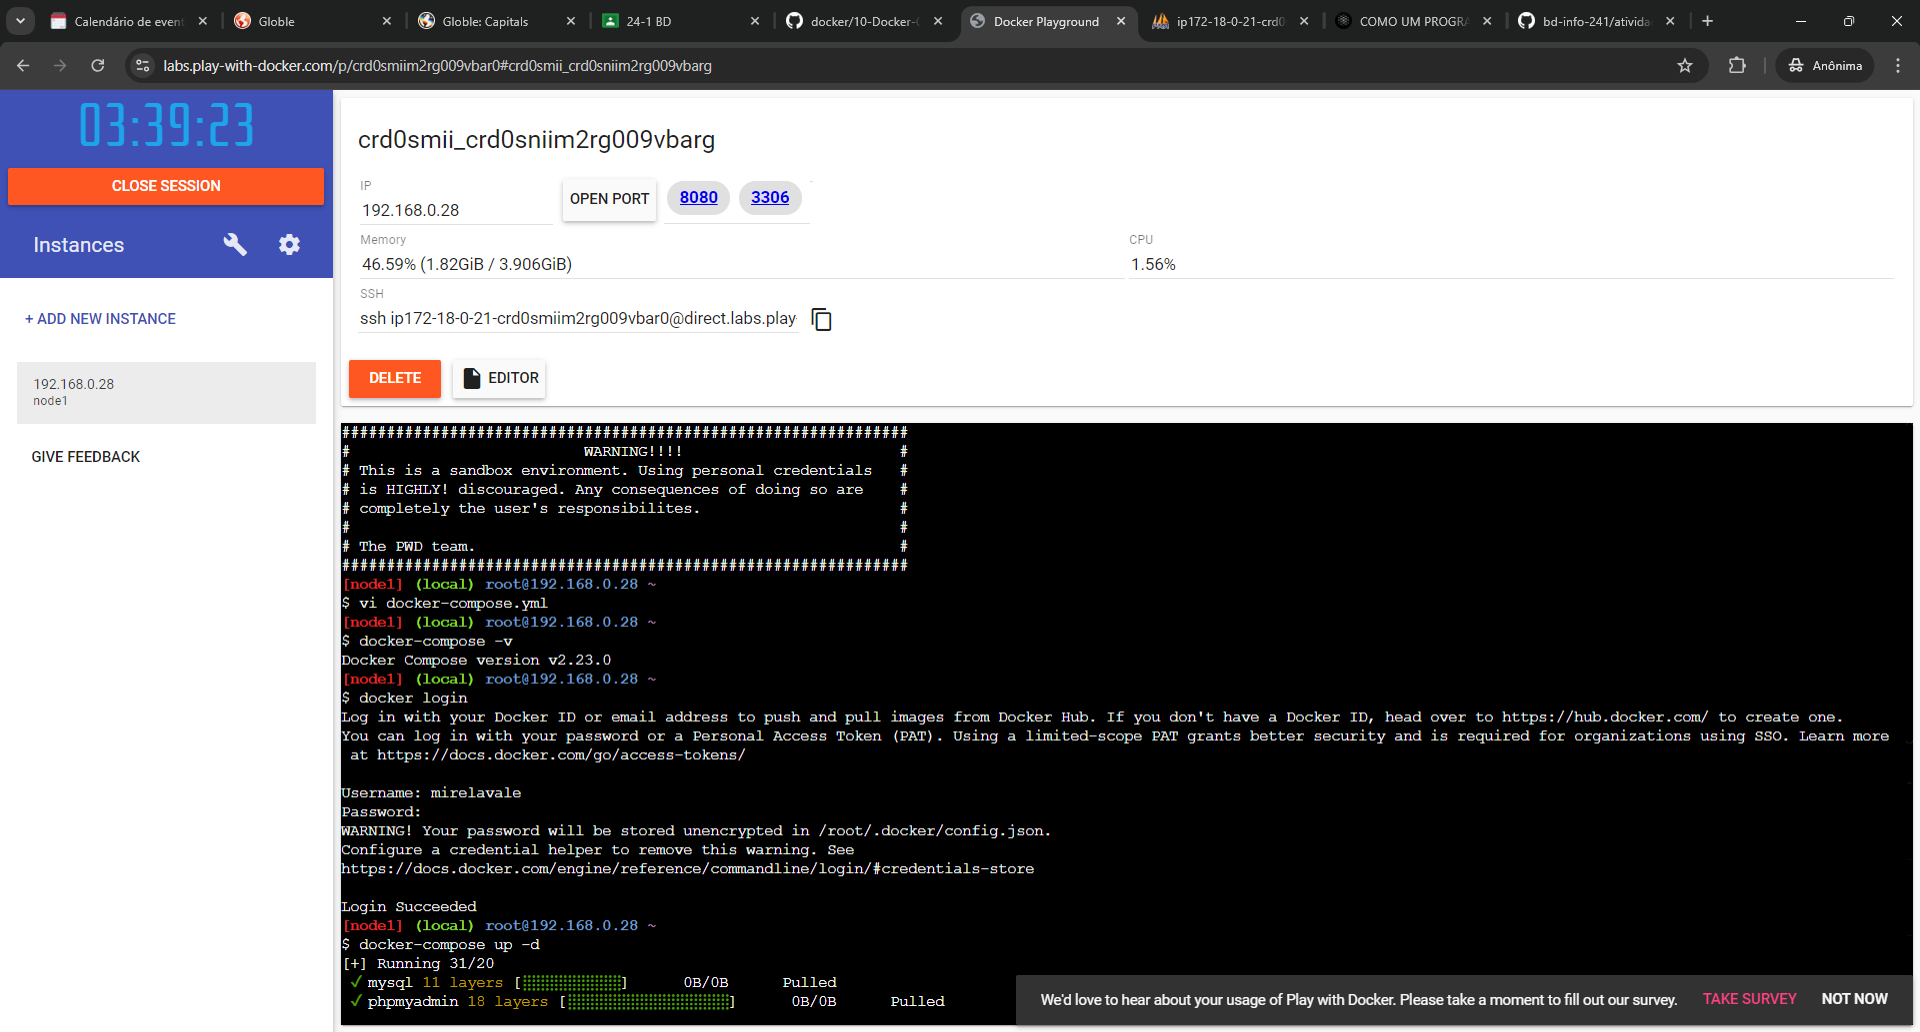 Calendário de even
Globle
Globle: Capitals
24-1 BD
docker/10-Docker-C
Docker Playground
ip172-18-0-21-crd0
COMO UM PROGRA
bd-info-241/ativida
labs.play-with-docker.com/p/crd0smiim2rg009vbar0#crd0smii_crd0sniim2rg009vbarg
Anônima
03:39:23
CLOSE SESSION
Instances
+ ADD NEW INSTANCE
192.168.0.28
node1
GIVE FEEDBACK
crd0smii_crd0sniim2rg009vbarg
IP
192.168.0.28
OPEN PORT
8080
3306
Memory
46.59% (1.82GiB / 3.906GiB)
CPU
1.56%
SSH
ssh ip172-18-0-21-crd0smiim2rg009vbar0@direct.labs.play-
DELETE
EDITOR
###############################################################
#                          WARNING!!!!                        #
# This is a sandbox environment. Using personal credentials   #
# is HIGHLY! discouraged. Any consequences of doing so are    #
# completely the user's responsibilites.                      #
#                                                             #
# The PWD team.                                               #
###############################################################
[node1] (local) root@192.168.0.28 ~
$ vi docker-compose.yml
[node1] (local) root@192.168.0.28 ~
$ docker-compose -v
Docker Compose version v2.23.0
[node1] (local) root@192.168.0.28 ~
$ docker login
Log in with your Docker ID or email address to push and pull images from Docker Hub. If you don't have a Docker ID, head over to https://hub.docker.com/ to create one.
You can log in with your password or a Personal Access Token (PAT). Using a limited-scope PAT grants better security and is required for organizations using SSO. Learn more
at https://docs.docker.com/go/access-tokens/
Username: mirelavale
Password:
WARNING! Your password will be stored unencrypted in /root/.docker/config.json.
Configure a credential helper to remove this warning. See
https://docs.docker.com/engine/reference/commandline/login/#credentials-store
Login Succeeded
[node1] (local) root@192.168.0.28 ~
$ docker-compose up -d
[+] Running 31/20
✓ mysql 11 layers [⣿⣿⣿⣿⣿⣿⣿⣿⣿⣿⣿] 0B/0B Pulled
✓ phpmyadmin 18 layers [⣿⣿⣿⣿⣿⣿⣿⣿⣿⣿⣿⣿⣿⣿⣿⣿⣿⣿] 0B/0B Pulled
We'd love to hear about your usage of Play with Docker. Please take a moment to fill out our survey.
TAKE SURVEY
NOT NOW